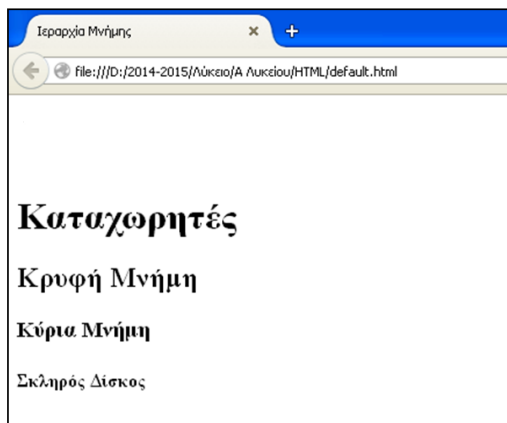 Ιεραρχία Μνήμης
file:///D:/2014-2015/Λύκειο/Α Λυκείου/HTML/default.html
Καταχωρητές
Κρυφή Μνήμη
Κύρια Μνήμη
Σκληρός Δίσκος